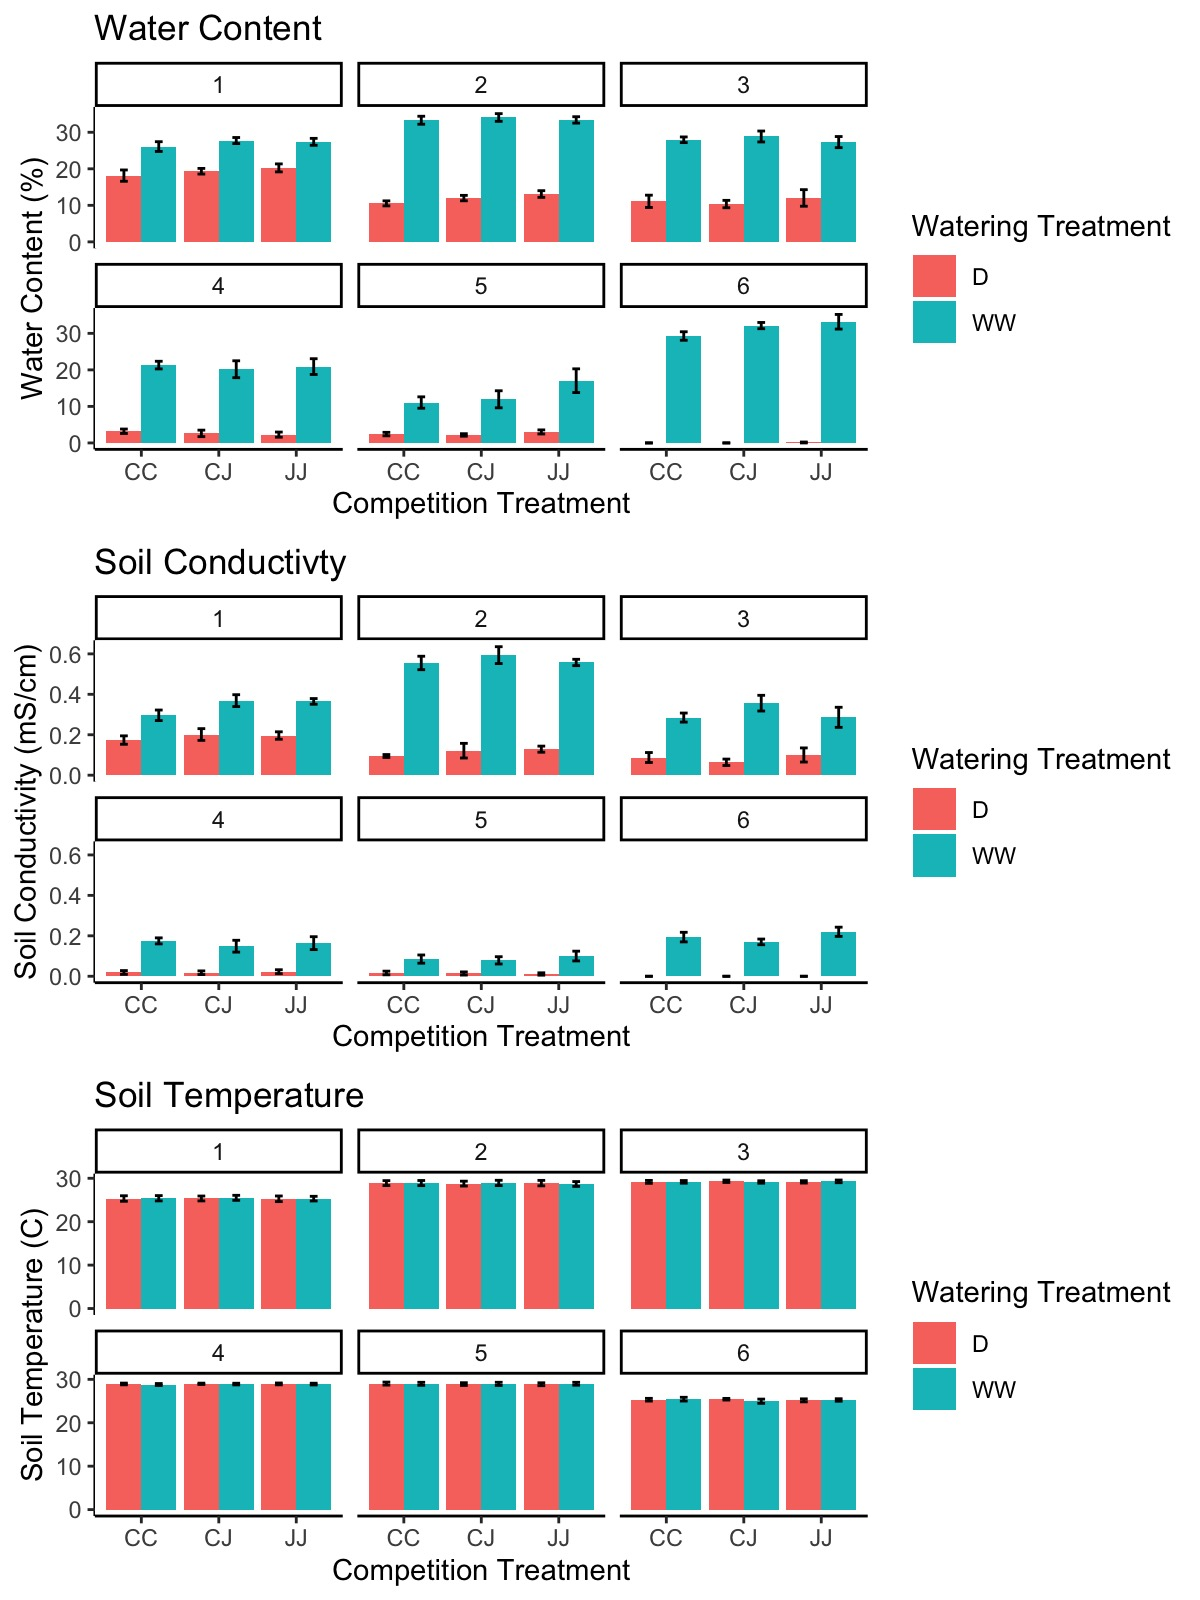 Water Content
1 2 3
30
20
10
0
4 5 6
30
20
10
0
Water Content (%)
CC CJ JJ CC CJ JJ CC CJ JJ
Competition Treatment
Watering Treatment
D
WW
Soil Conductivty
1 2 3
0.6
0.4
0.2
0.0
4 5 6
0.6
0.4
0.2
0.0
Soil Conductivity (mS/cm)
CC CJ JJ CC CJ JJ CC CJ JJ
Competition Treatment
Watering Treatment
D
WW
Soil Temperature
1 2 3
30
20
10
0
4 5 6
30
20
10
0
Soil Temperature (C)
CC CJ JJ CC CJ JJ CC CJ JJ
Competition Treatment
Watering Treatment
D
WW